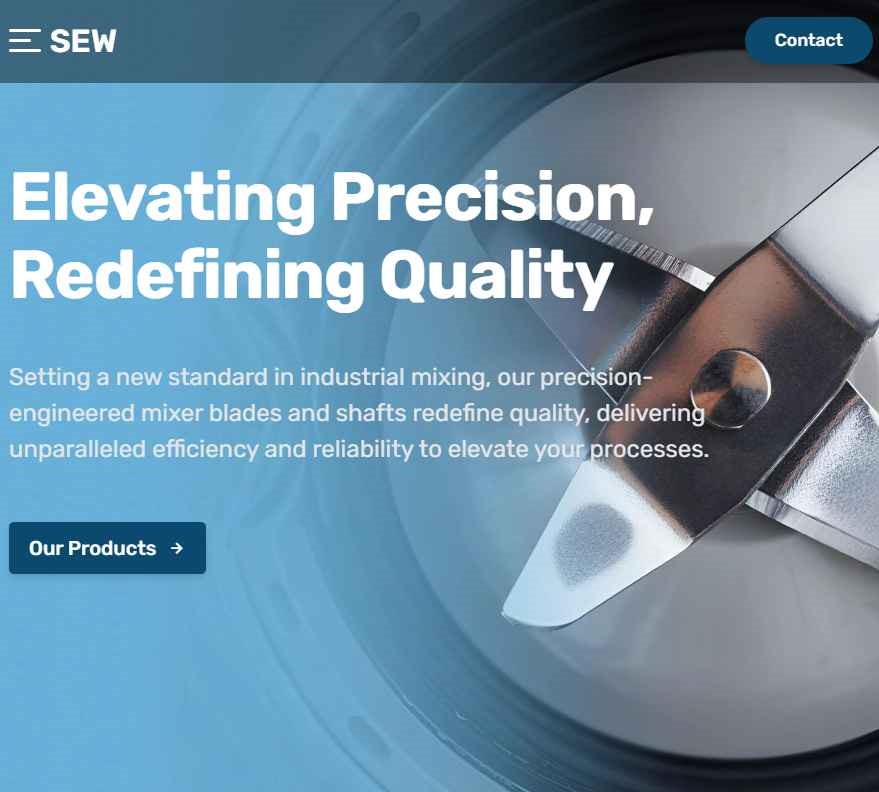 SEW
Contact
Elevating Precision,
Redefining Quality
Setting a new standard in industrial mixing, our precision-
engineered mixer blades and shafts redefine quality, delivering
unparalleled efficiency and reliability to elevate your processes.
Our Products →